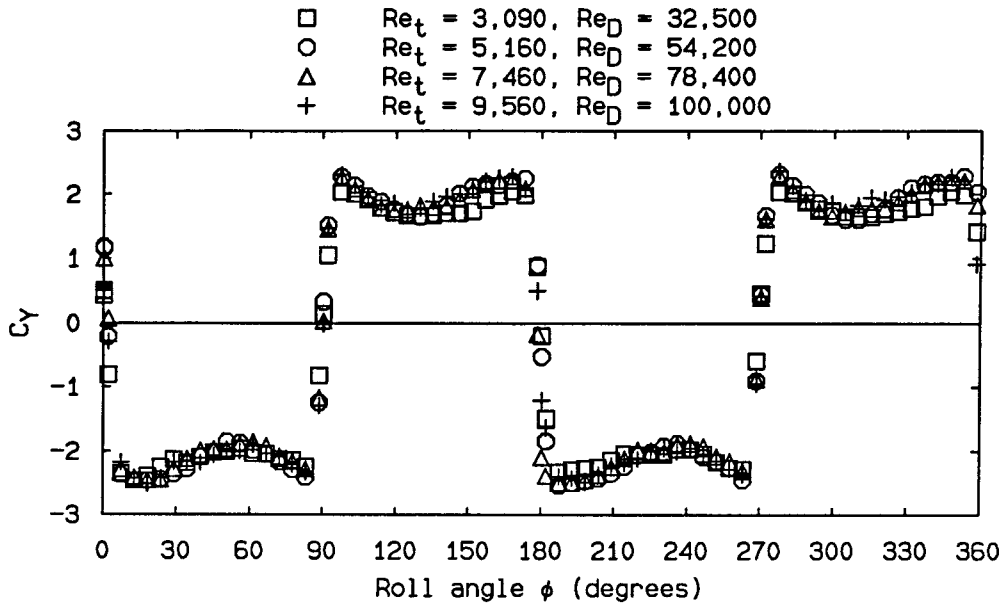 □ Re_t = 3,090, Re_D = 32,500
○ Re_t = 5,160, Re_D = 54,200
△ Re_t = 7,460, Re_D = 78,400
+ Re_t = 9,560, Re_D = 100,000
3
2
1
0
-1
-2
-3
C_Y
0 30 60 90 120 150 180 210 240 270 300 330 360
Roll angle φ (degrees)